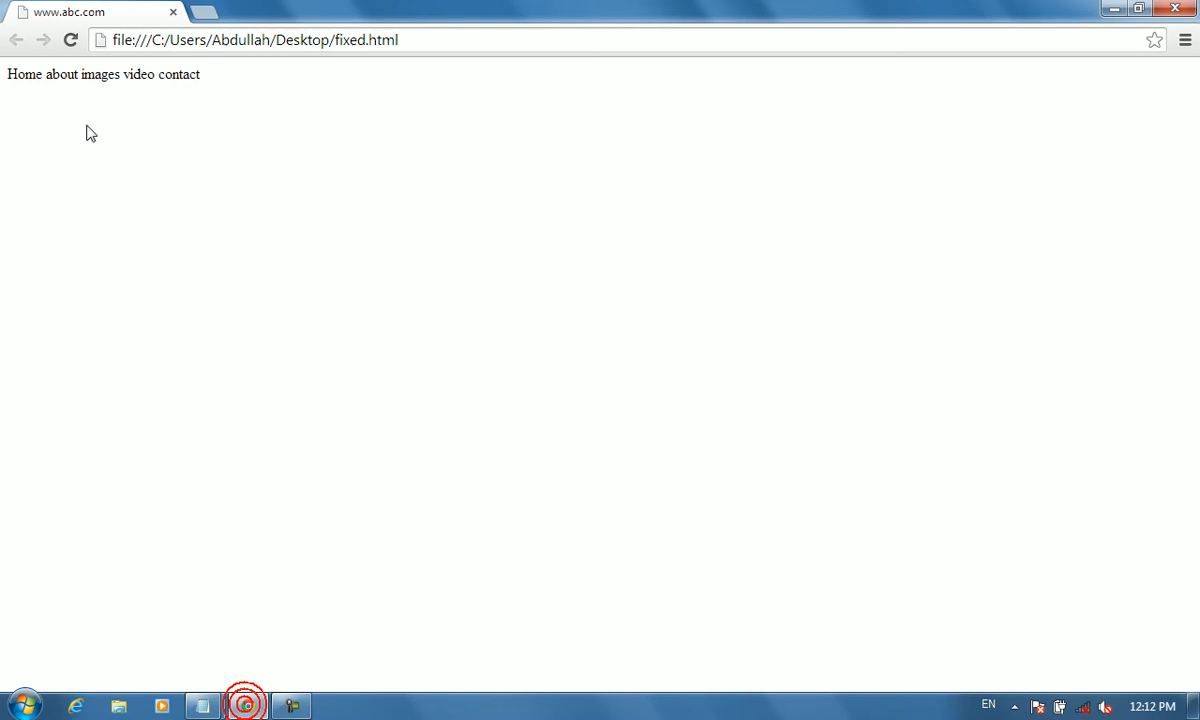 www.abc.com
file:///C:/Users/Abdullah/Desktop/fixed.html
Home about images video contact
EN
12:12 PM